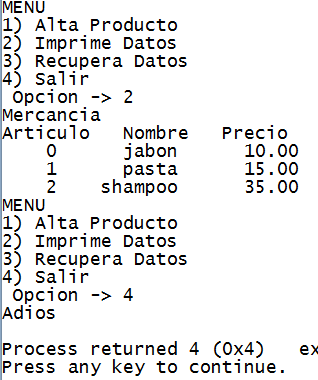 MENU
1) Alta Producto
2) Imprime Datos
3) Recupera Datos
4) Salir
 Opcion -> 2
Mercancia
Articulo   Nombre   Precio
    0      jabon      10.00
    1      pasta      15.00
    2    shampoo      35.00
MENU
1) Alta Producto
2) Imprime Datos
3) Recupera Datos
4) Salir
 Opcion -> 4
Adios

Process returned 4 (0x4)   ex
Press any key to continue.